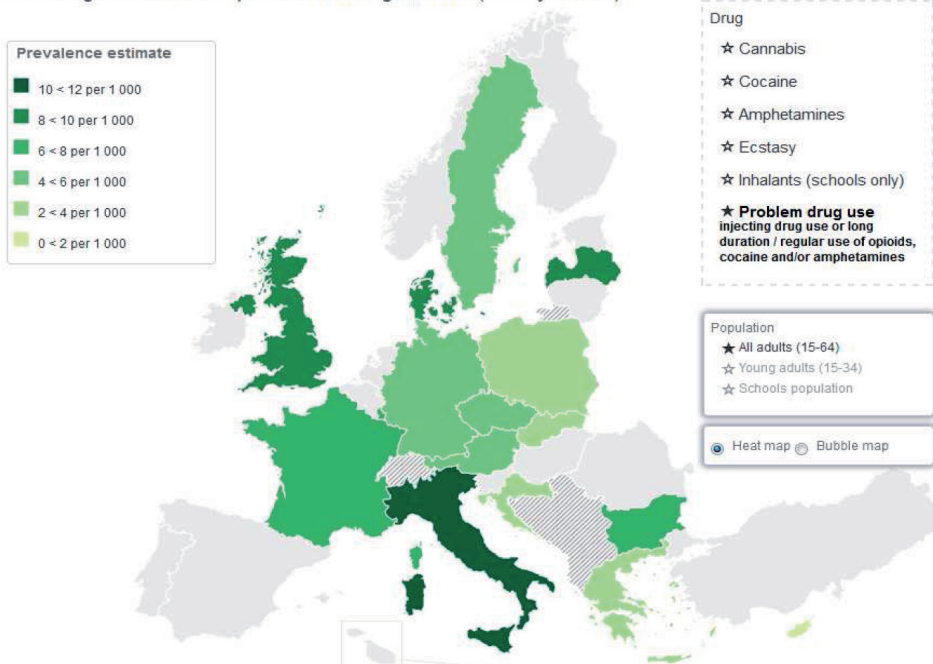 Prevalence estimate
10 < 12 per 1 000
8 < 10 per 1 000
6 < 8 per 1 000
4 < 6 per 1 000
2 < 4 per 1 000
0 < 2 per 1 000
Drug
Cannabis
Cocaine
Amphetamines
Ecstasy
Inhalants (schools only)
Problem drug use
injecting drug use or long
duration / regular use of opioids,
cocaine and/or amphetamines
Population
All adults (15-64)
Young adults (15-34)
Schools population
Heat map Bubble map